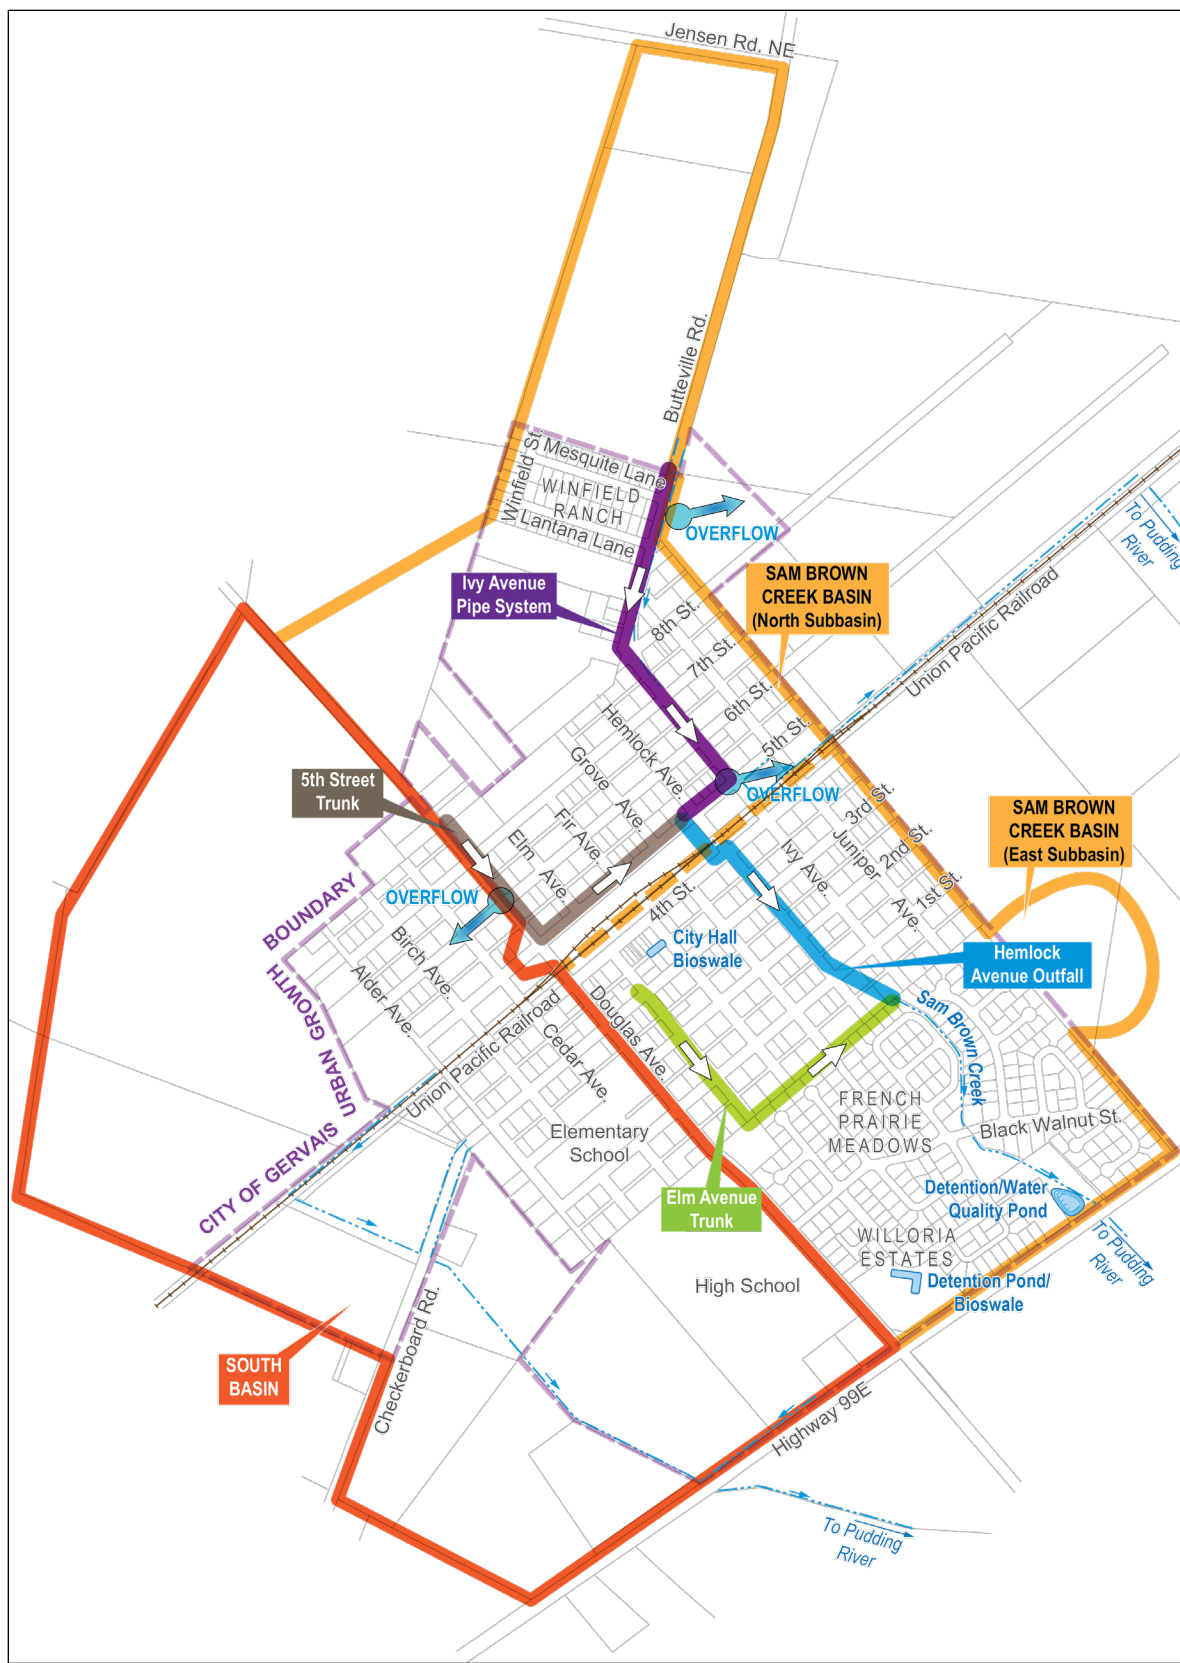 Jensen Rd. NE
Butteville Rd.
Winfield St.
Mesquite Lane
WINFIELD
RANCH
Lantana Lane
OVERFLOW
To Pudding
River
Ivy Avenue
Pipe System
SAM BROWN
CREEK BASIN
(North Subbasin)
8th St.
7th St.
6th St.
5th St.
Union Pacific Railroad
Hemlock Ave.
Grove Ave.
Fir Ave.
Elm Ave.
5th Street
Trunk
OVERFLOW
3rd St.
2nd St.
1st St.
Juniper Ave.
Ivy Ave.
SAM BROWN
CREEK BASIN
(East Subbasin)
OVERFLOW
4th St.
City Hall
Bioswale
Hemlock
Avenue Outfall
Birch Ave.
Alder Ave.
CITY OF GERVAIS URBAN GROWTH BOUNDARY
Union Pacific Railroad
Douglas Ave.
Cedar Ave.
Sam Brown Creek
FRENCH
PRAIRIE
MEADOWS
Black Walnut St.
Elementary
School
Elm Avenue
Trunk
Detention/Water
Quality Pond
WILLORIA
ESTATES
To Pudding
River
High School
Detention Pond/
Bioswale
SOUTH
BASIN
Checkerboard Rd.
Highway 99E
To Pudding
River